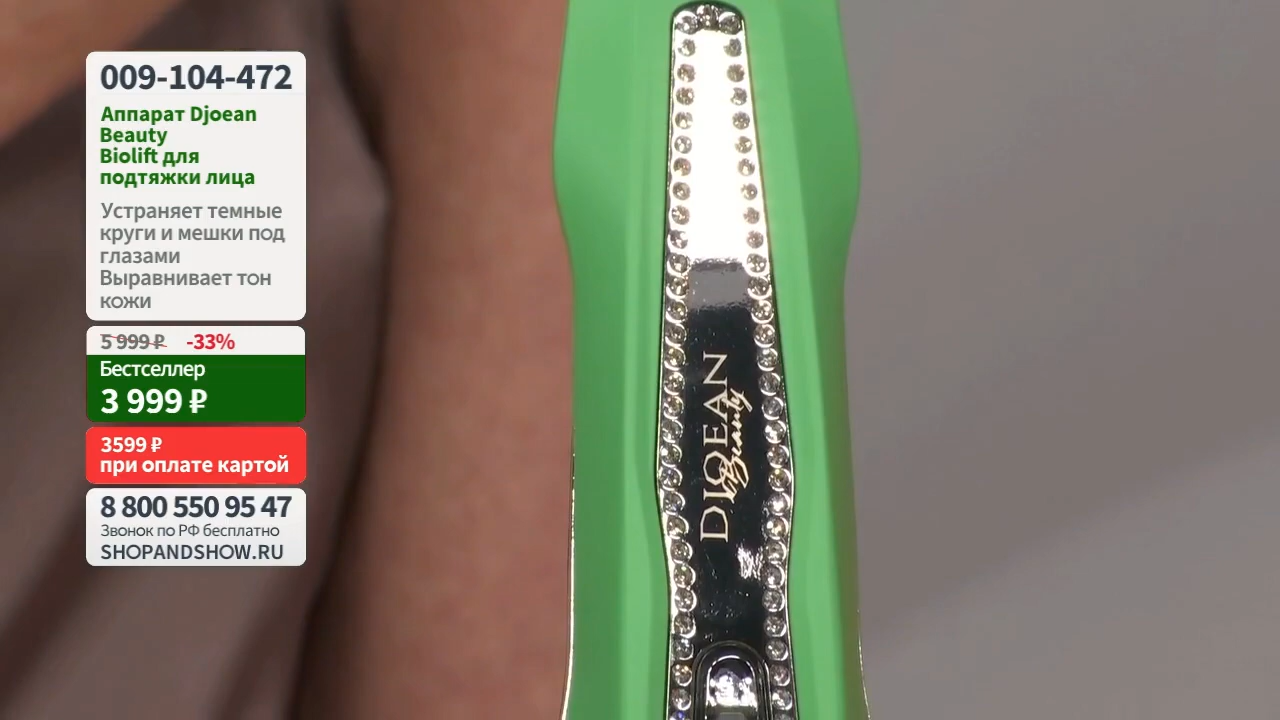 009-104-472
Аппарат Djoean
Beauty
Biolift для
подтяжки лица
Устраняет темные
круги и мешки под
глазами
Выравнивает тон
кожи
5 999 ₽ -33%
Бестселлер
3 999 ₽
3599 ₽
при оплате картой
8 800 550 95 47
Звонок по РФ бесплатно
SHOPANDSHOW.RU
DJOEAN
Beauty